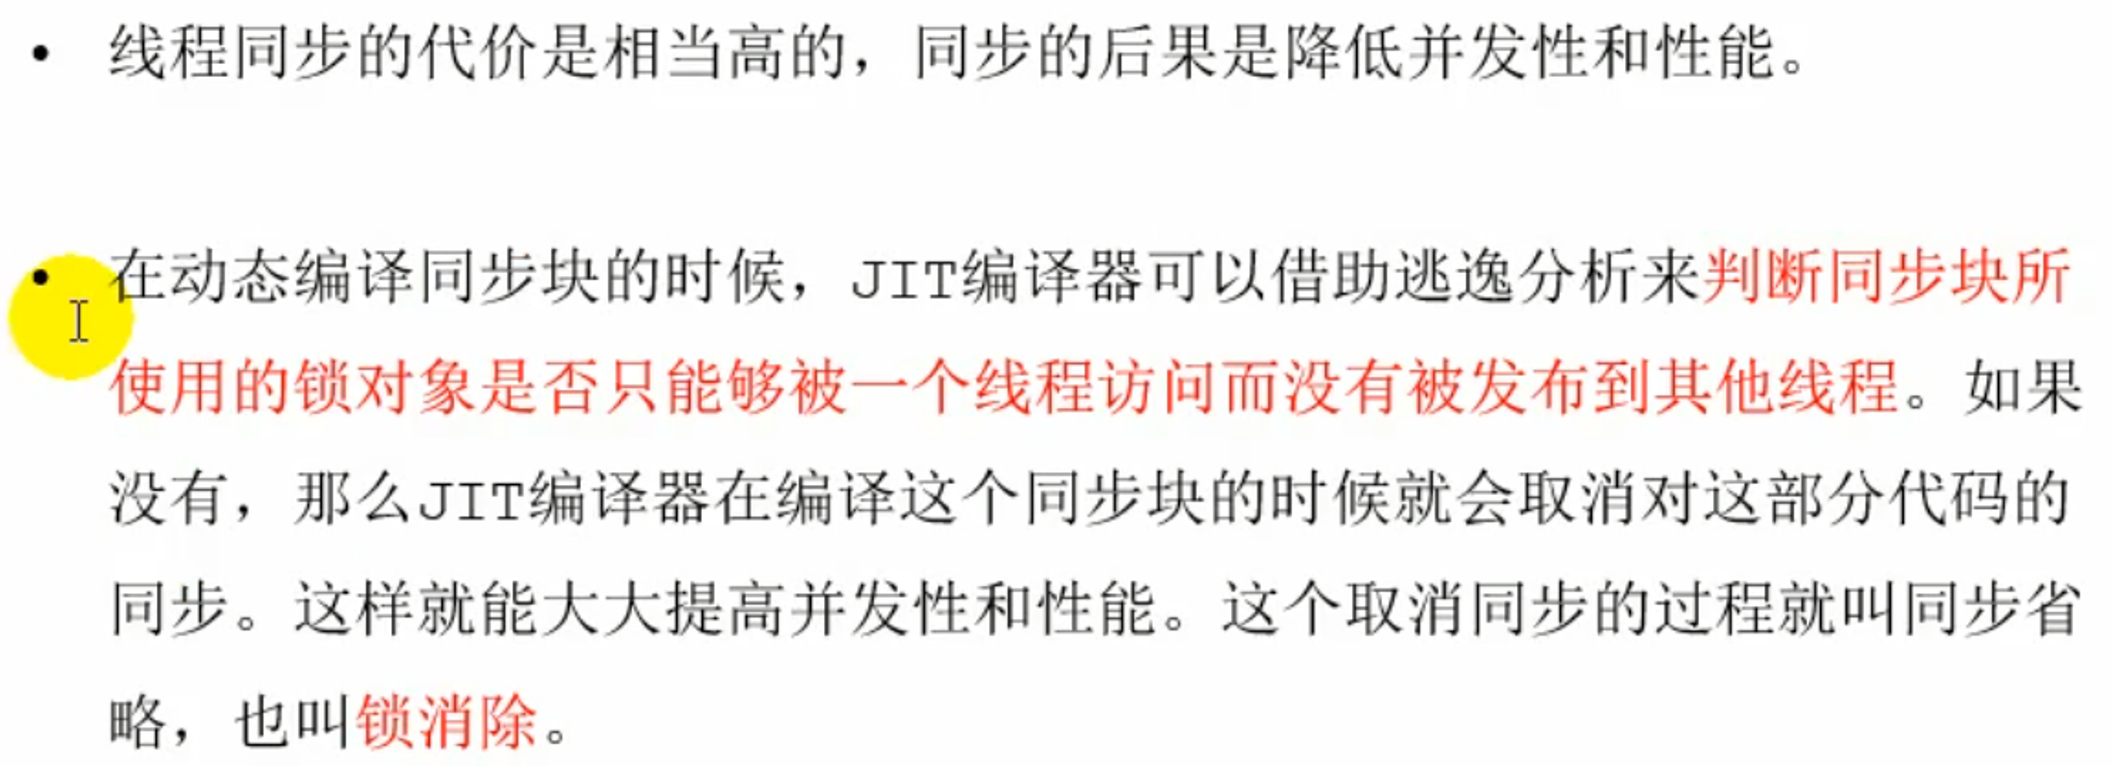 • 线程同步的代价是相当高的，同步的后果是降低并发性和性能。
• 在动态编译同步块的时候，JIT编译器可以借助逃逸分析来判断同步块所
使用的锁对象是否只能够被一个线程访问而没有被发布到其他线程。如果
没有，那么JIT编译器在编译这个同步块的时候就会取消对这部分代码的
同步。这样就能大大提高并发性和性能。这个取消同步的过程就叫同步省
略，也叫锁消除。